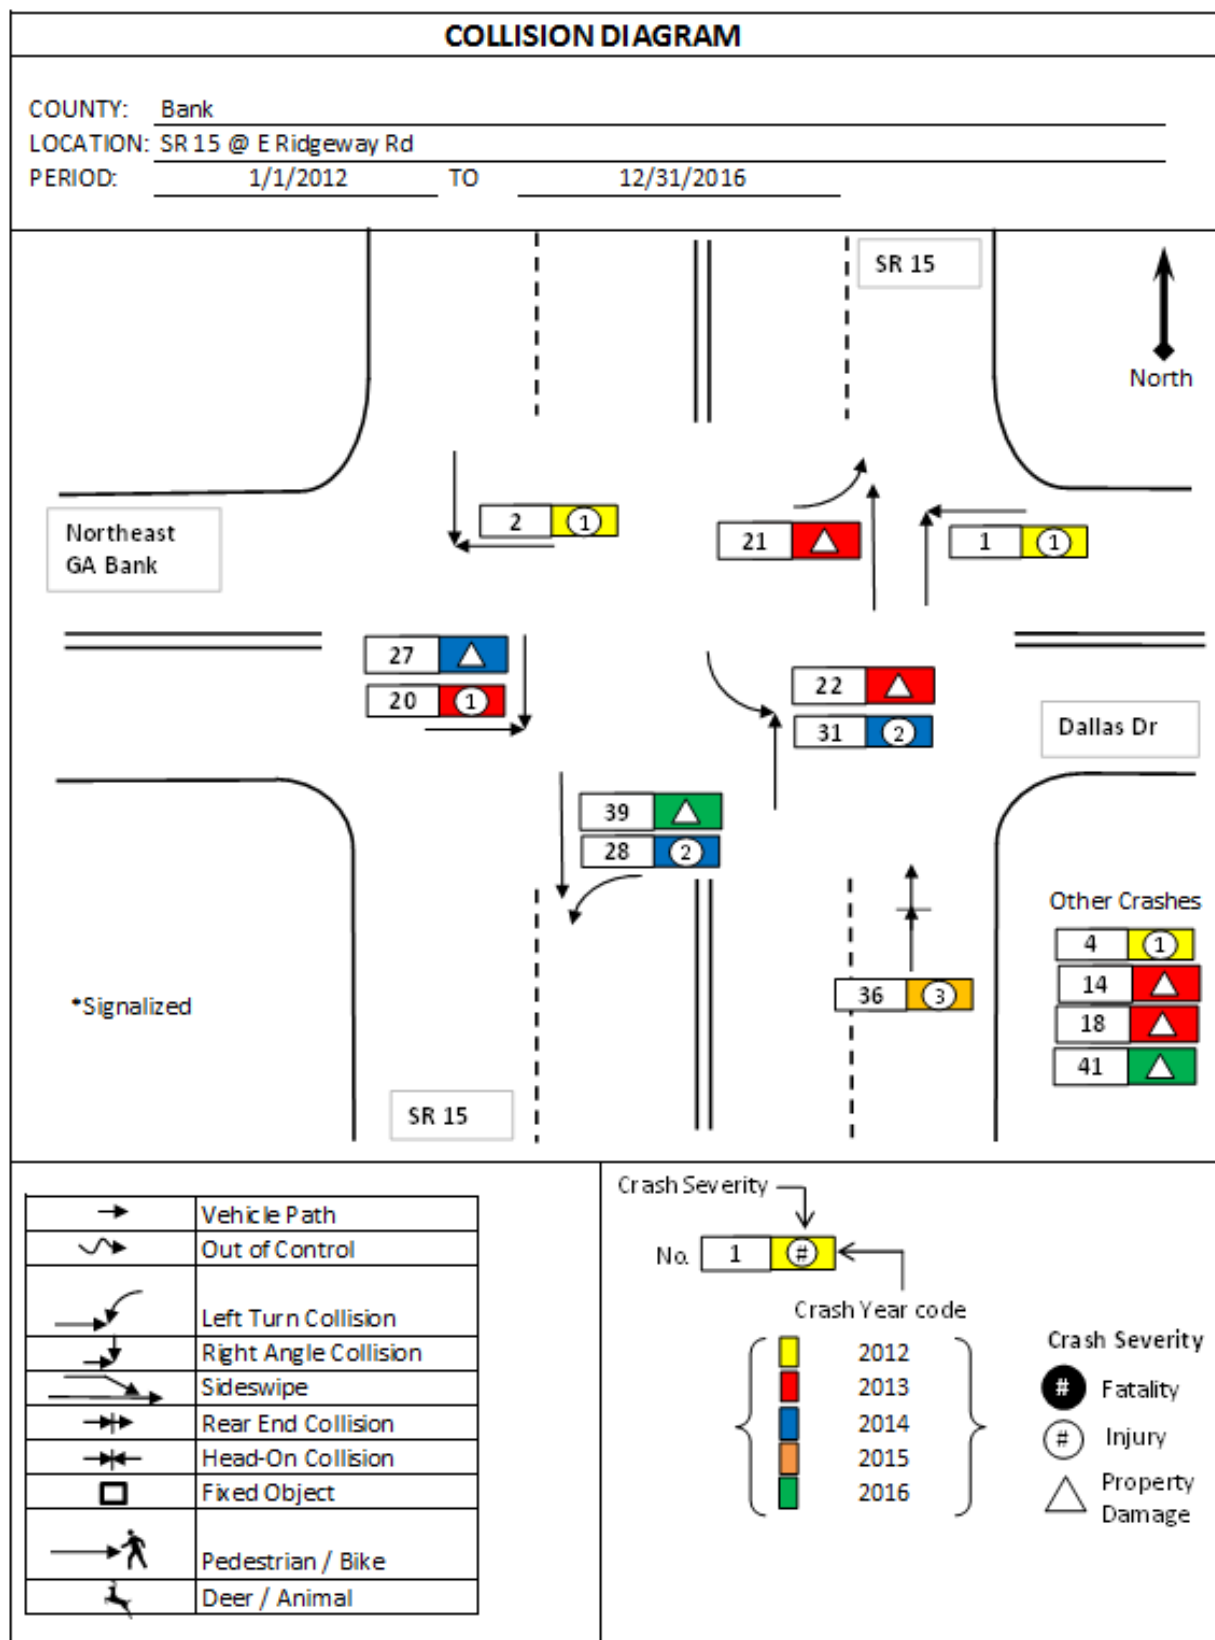 COLLISION DIAGRAM
COUNTY: Bank
LOCATION: SR 15 @ E Ridgeway Rd
PERIOD: 1/1/2012 TO 12/31/2016
SR 15
North
Northeast
GA Bank
2 1
21
1 1
27
20 1
22
31 2
Dallas Dr
39
28 2
Other Crashes
4 1
14
18
41
36 3
*Signalized
SR 15
Vehicle Path
Out of Control
Left Turn Collision
Right Angle Collision
Sideswipe
Rear End Collision
Head-On Collision
Fixed Object
Pedestrian / Bike
Deer / Animal
Crash Severity
No. 1 #
Crash Year code
2012
2013
2014
2015
2016
Crash Severity
# Fatality
# Injury
Property
Damage